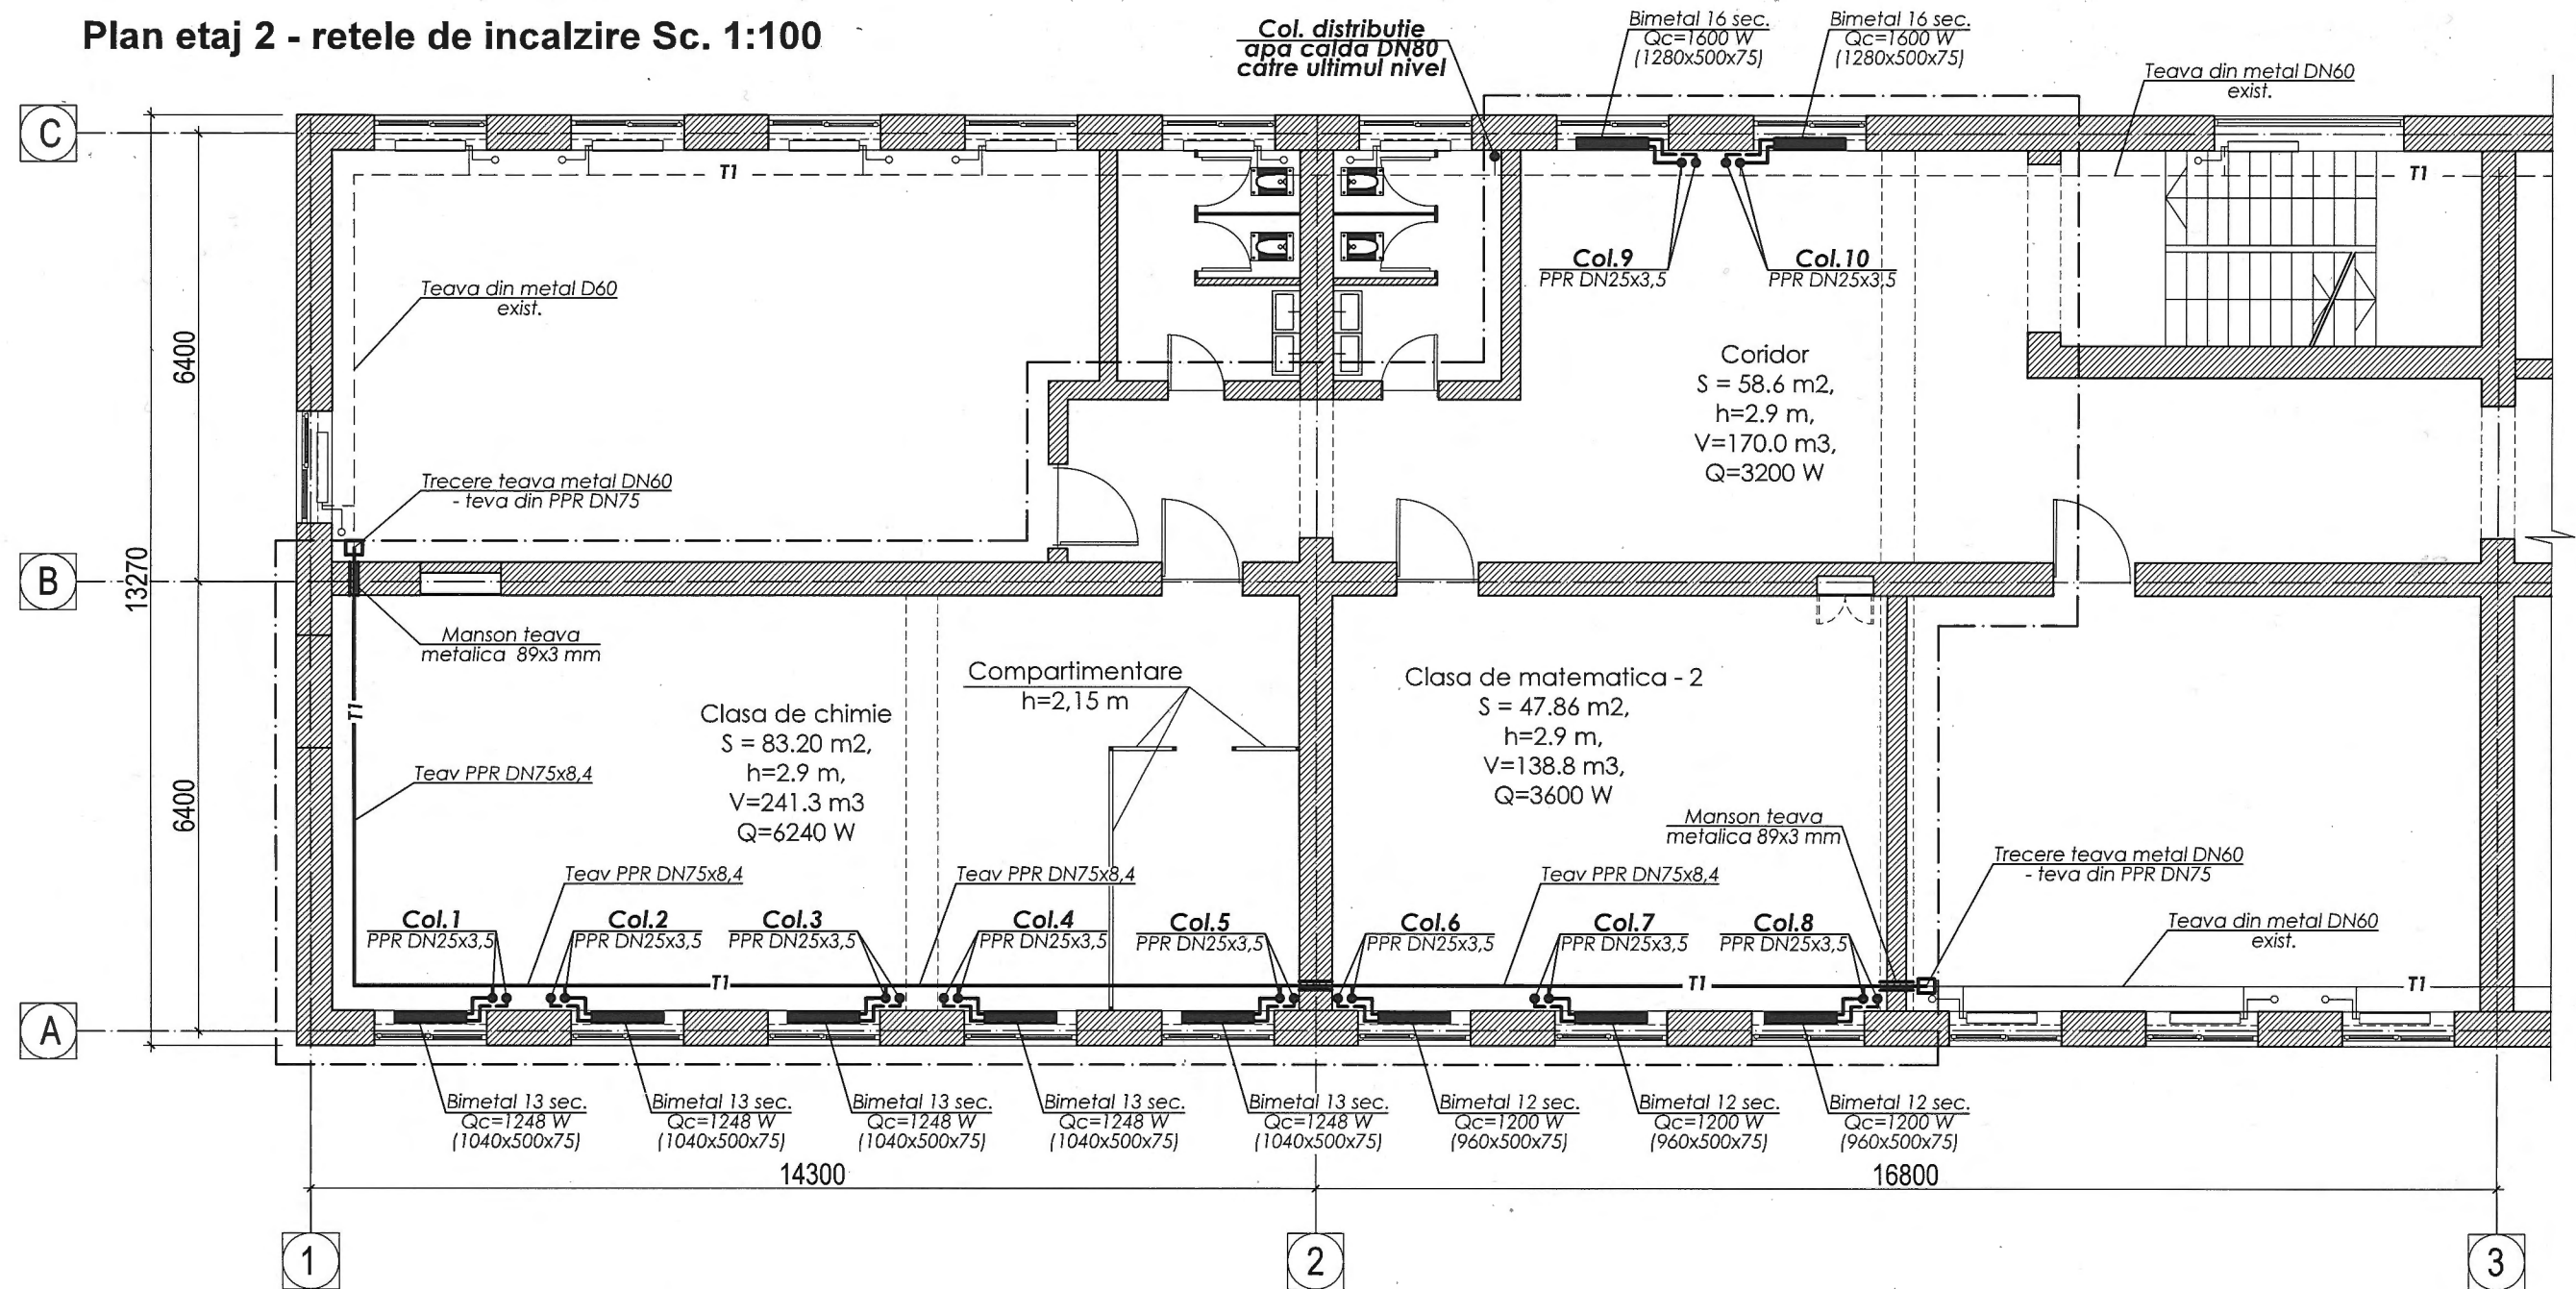 Plan etaj 2 - retele de incalzire Sc. 1:100
Col. distributie
apa calda DN80
catre ultimul nivel
Bimetal 16 sec.
Qc=1600 W
(1280x500x75)
Bimetal 16 sec.
Qc=1600 W
(1280x500x75)
Teava din metal DN60
exist.
C
T1
T1
Col.9
PPR DN25x3,5
Col.10
PPR DN25x3,5
Teava din metal D60
exist.
6400
Coridor
S = 58.6 m2,
h=2.9 m,
V=170.0 m3,
Q=3200 W
Trecere teava metal DN60
- teva din PPR DN75
B
13270
Manson teava
metalica 89x3 mm
Compartimentare
h=2,15 m
Clasa de matematica - 2
S = 47.86 m2,
h=2.9 m,
V=138.8 m3,
Q=3600 W
T1
Clasa de chimie
S = 83.20 m2,
h=2.9 m,
V=241.3 m3
Q=6240 W
Teav PPR DN75x8,4
6400
Manson teava
metalica 89x3 mm
Trecere teava metal DN60
- teva din PPR DN75
Teav PPR DN75x8,4
Teav PPR DN75x8,4
Teav PPR DN75x8,4
Col.1
PPR DN25x3,5
Col.2
PPR DN25x3,5
Col.3
PPR DN25x3,5
Col.4
PPR DN25x3,5
Col.5
PPR DN25x3,5
Col.6
PPR DN25x3,5
Col.7
PPR DN25x3,5
Col.8
PPR DN25x3,5
Teava din metal DN60
exist.
T1
T1
T1
A
Bimetal 13 sec.
Qc=1248 W
(1040x500x75)
Bimetal 13 sec.
Qc=1248 W
(1040x500x75)
Bimetal 13 sec.
Qc=1248 W
(1040x500x75)
Bimetal 13 sec.
Qc=1248 W
(1040x500x75)
Bimetal 13 sec.
Qc=1248 W
(1040x500x75)
Bimetal 12 sec.
Qc=1200 W
(960x500x75)
Bimetal 12 sec.
Qc=1200 W
(960x500x75)
Bimetal 12 sec.
Qc=1200 W
(960x500x75)
14300
16800
1
2
3